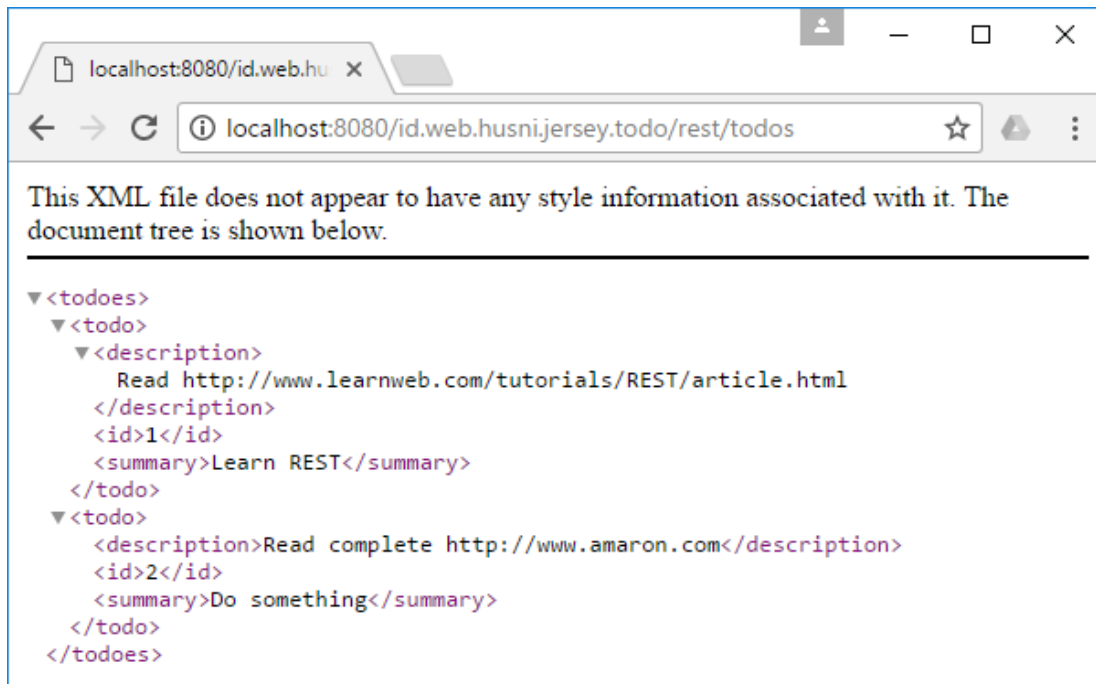 localhost:8080/id.web.hu
localhost:8080/id.web.husni.jersey.todo/rest/todos
This XML file does not appear to have any style information associated with it. The
document tree is shown below.
<todoes>
<todo>
<description>
Read http://www.learnweb.com/tutorials/REST/article.html
</description>
<id>1</id>
<summary>Learn REST</summary>
</todo>
<todo>
<description>Read complete http://www.amaron.com</description>
<id>2</id>
<summary>Do something</summary>
</todo>
</todoes>